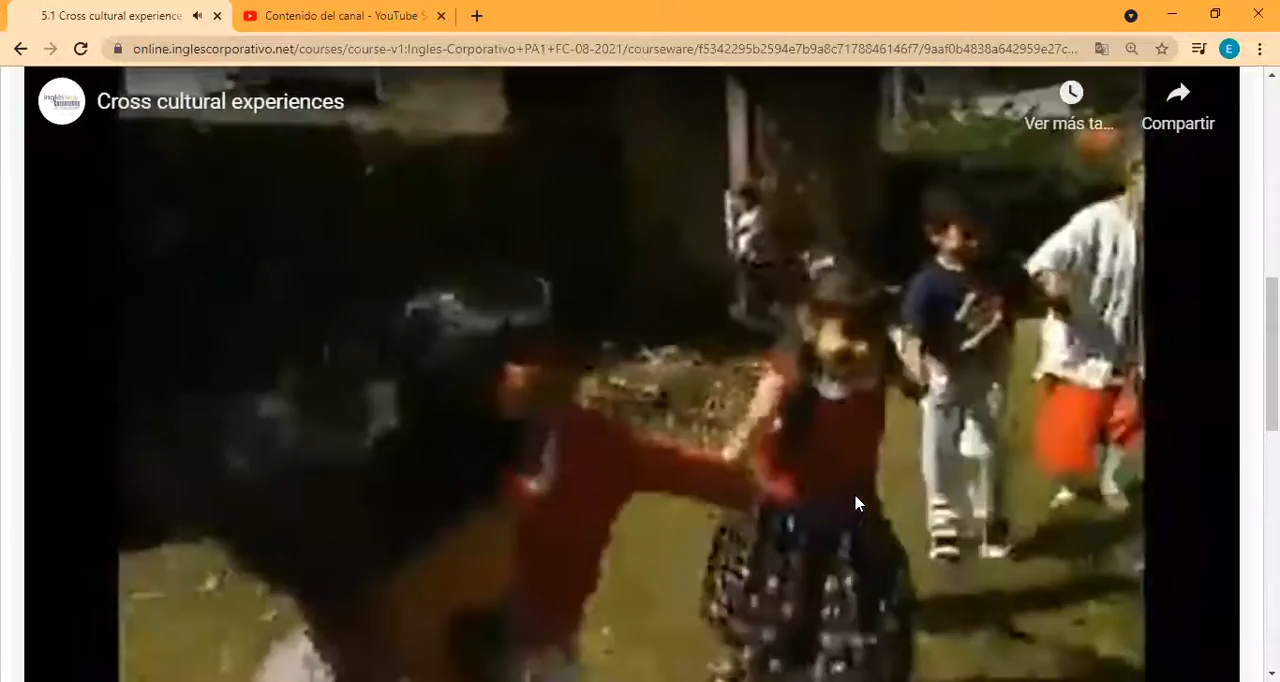 5.1 Cross cultural experience
Contenido del canal - YouTube S
online.inglescorporativo.net/courses/course-v1:Ingles-Corporativo+PA1+FC-08-2021/courseware/f5342295b2594e7b9a8c7178846146f7/9aaf0b4838a642959e27c...
E
Cross cultural experiences
Ver más ta...
Compartir